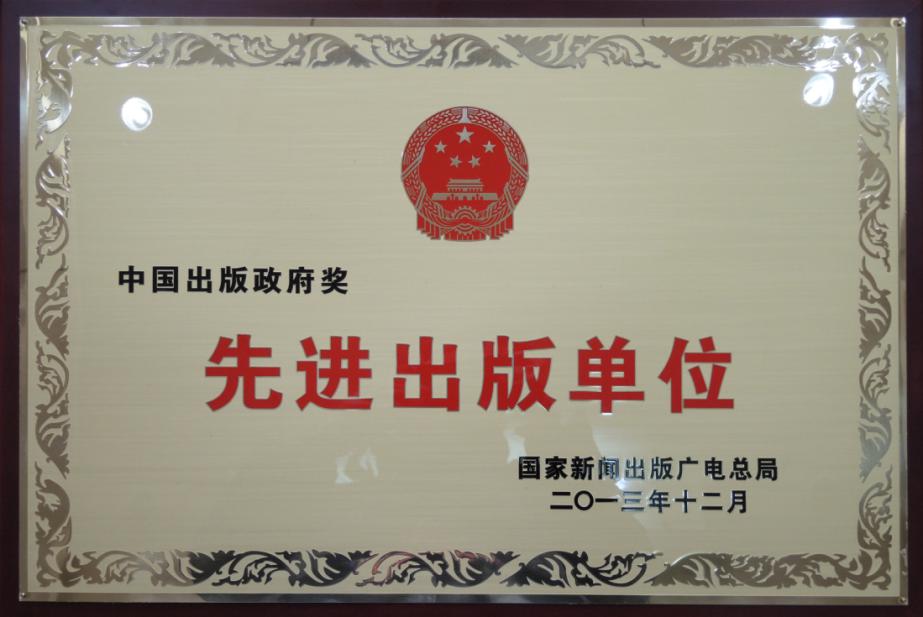 中国出版政府奖
先进出版单位
国家新闻出版广电总局
二〇一三年十二月